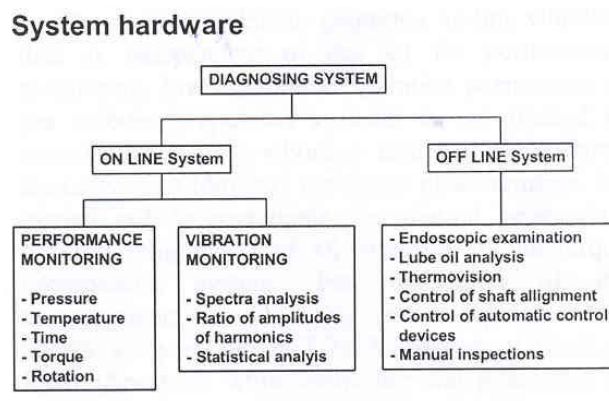 System hardware
DIAGNOSING SYSTEM
ON LINE System
OFF LINE System
PERFORMANCE
MONITORING
- Pressure
- Temperature
- Time
- Torque
- Rotation
VIBRATION
MONITORING
- Spectra analysis
- Ratio of amplitudes
of harmonics
- Statistical analysis
- Endoscopic examination
- Lube oil analysis
- Thermovision
- Control of shaft allignment
- Control of automatic control
devices
- Manual inspections